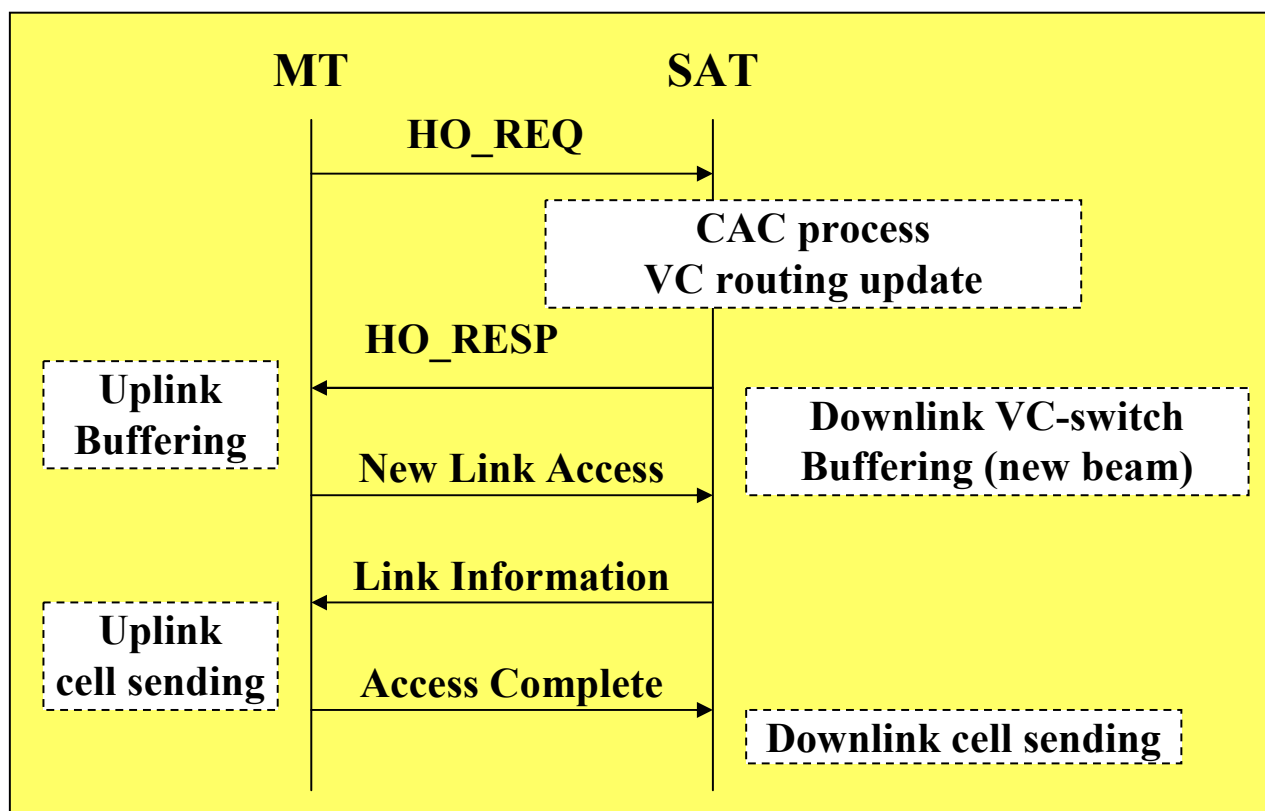 MT
SAT
HO_REQ
CAC process
VC routing update
HO_RESP
Uplink
Buffering
Downlink VC-switch
Buffering (new beam)
New Link Access
Link Information
Uplink
cell sending
Access Complete
Downlink cell sending